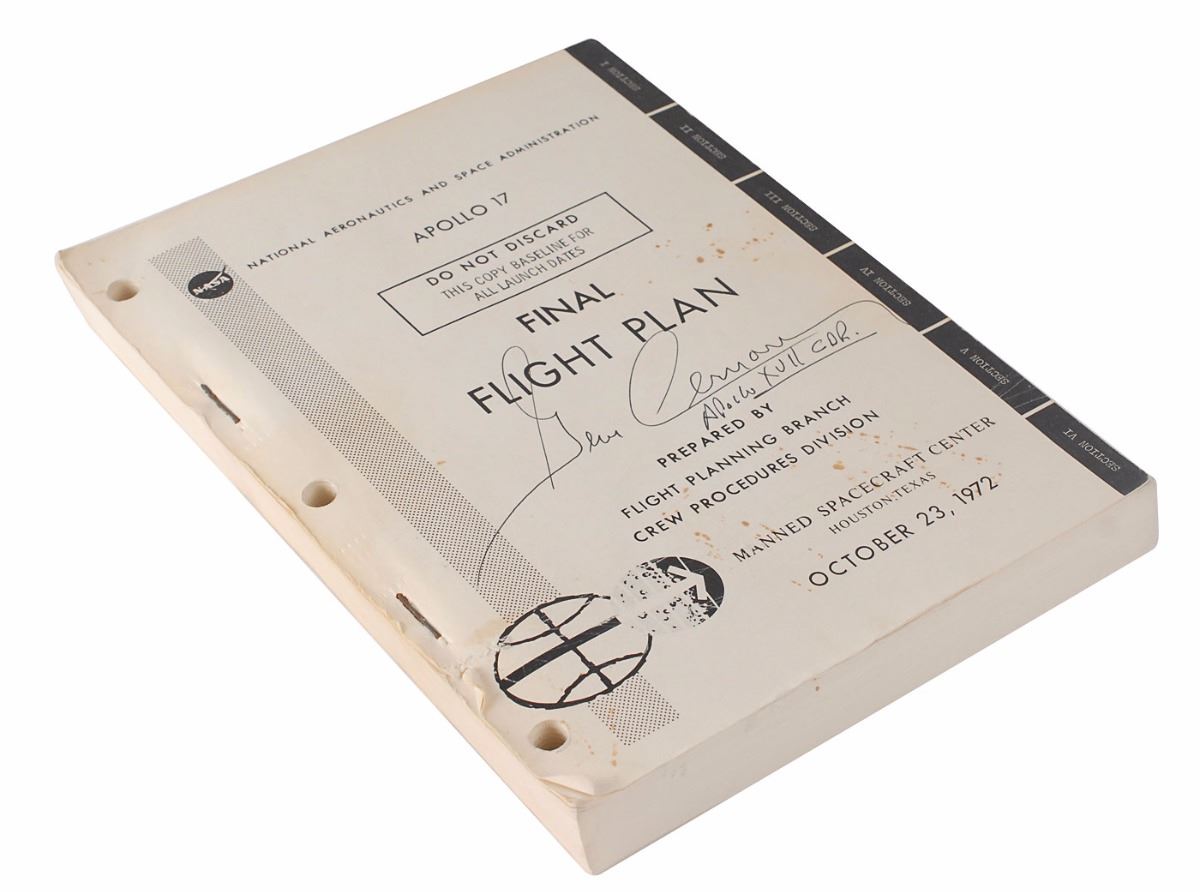 NATIONAL AERONAUTICS AND SPACE ADMINISTRATION
NASA
APOLLO 17
DO NOT DISCARD
THIS COPY BASELINE FOR
ALL LAUNCH DATES
FINAL
FLIGHT PLAN
Gene Cernan
Apollo XVII CDR.
PREPARED BY
FLIGHT PLANNING BRANCH
CREW PROCEDURES DIVISION
MANNED SPACECRAFT CENTER
HOUSTON, TEXAS
OCTOBER 23, 1972
SECTION I
SECTION II
SECTION III
SECTION IV
SECTION V
SECTION VI